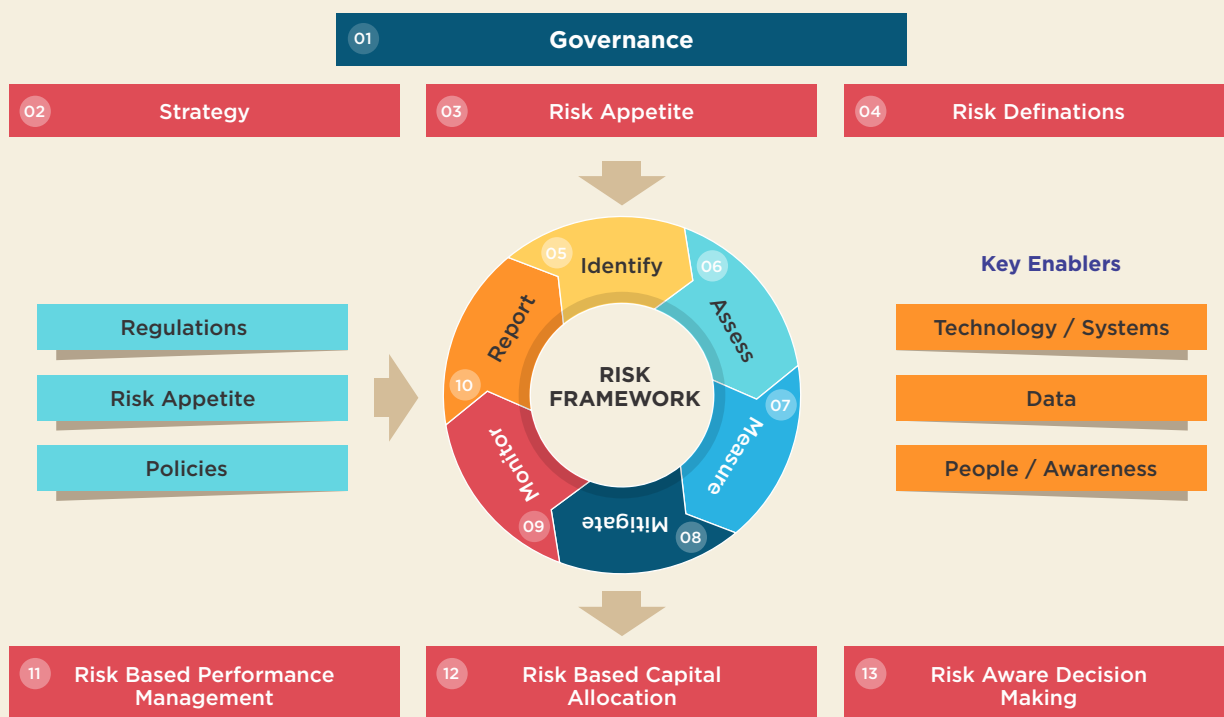 01 Governance
02 Strategy
03 Risk Appetite
04 Risk Definations
05 Identify
06 Assess
07 Measure
08 Mitigate
09 Monitor
10 Report
RISK
FRAMEWORK
Regulations
Risk Appetite
Policies
Key Enablers
Technology / Systems
Data
People / Awareness
11 Risk Based Performance
Management
12 Risk Based Capital
Allocation
13 Risk Aware Decision
Making